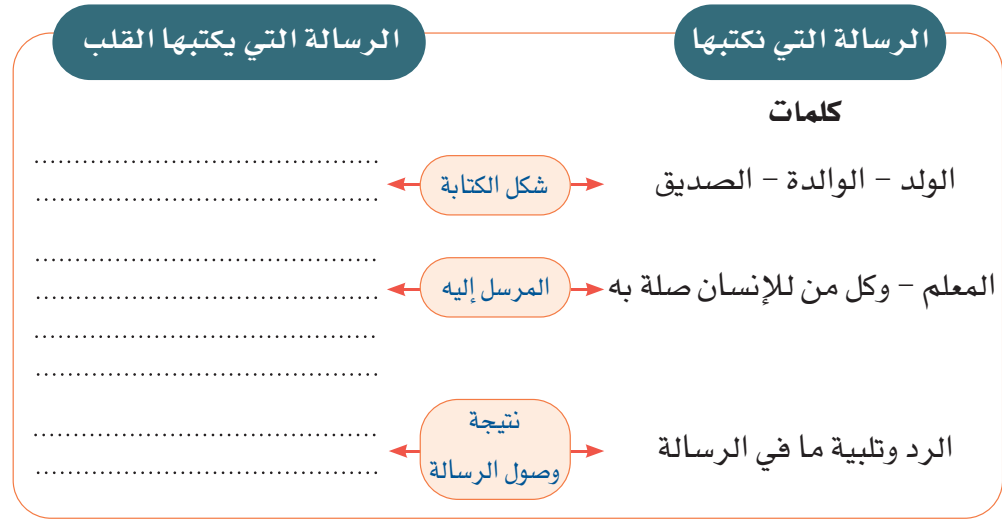 الرسالة التي نكتبها
الرسالة التي يكتبها القلب
كلمات
الولد - الوالدة - الصديق
شكل الكتابة
........................................
........................................
المعلم - وكل من للإنسان صلة به
المرسل إليه
........................................
........................................
........................................
........................................
الرد وتلبية ما في الرسالة
نتيجة
وصول الرسالة
........................................
........................................